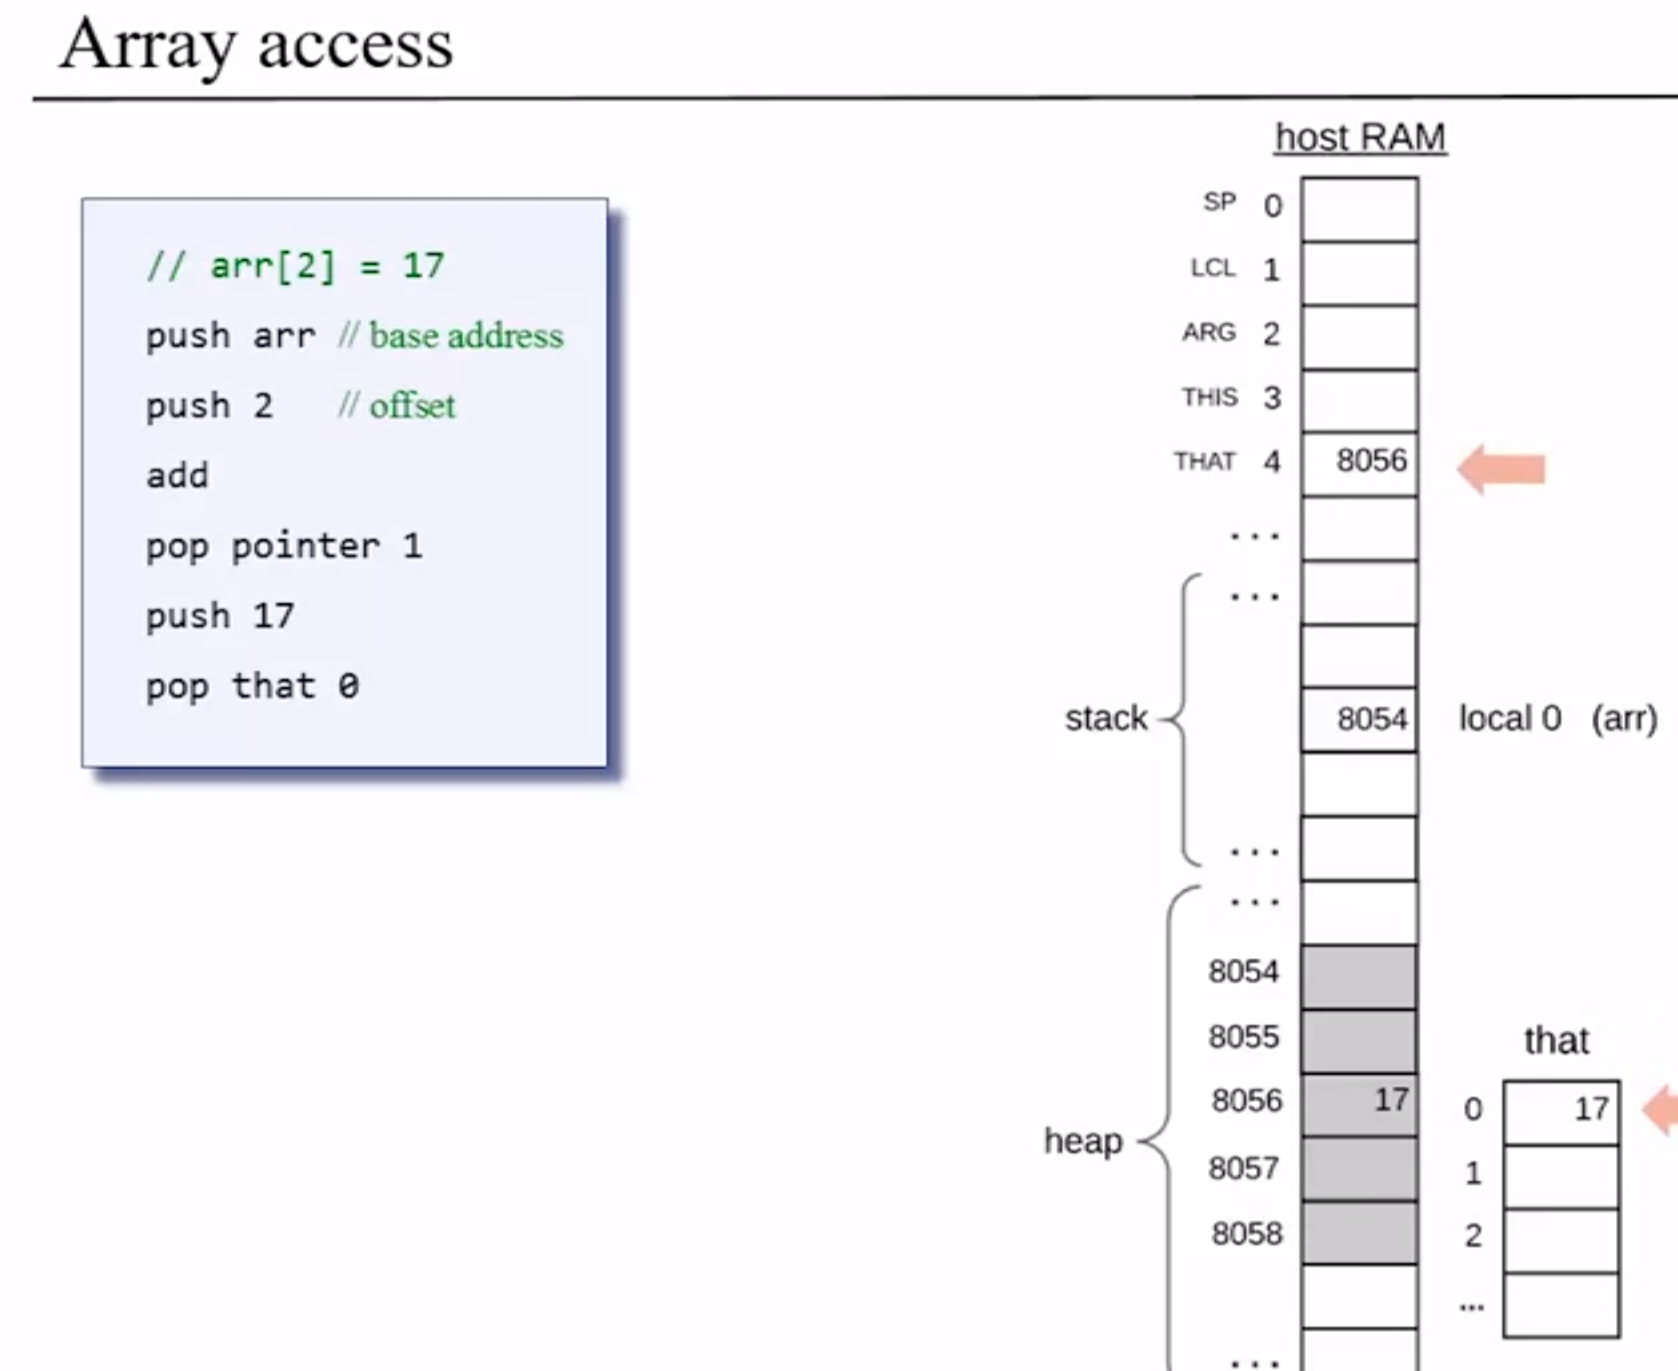 Array access
// arr[2] = 17
push arr // base address
push 2 // offset
add
pop pointer 1
push 17
pop that 0
host RAM
SP 0
LCL 1
ARG 2
THIS 3
THAT 4 8056
...
...
stack 8054 local 0 (arr)
...
...
8054
8055
that
8056 17 0 17
heap
8057 1
8058 2
...
...